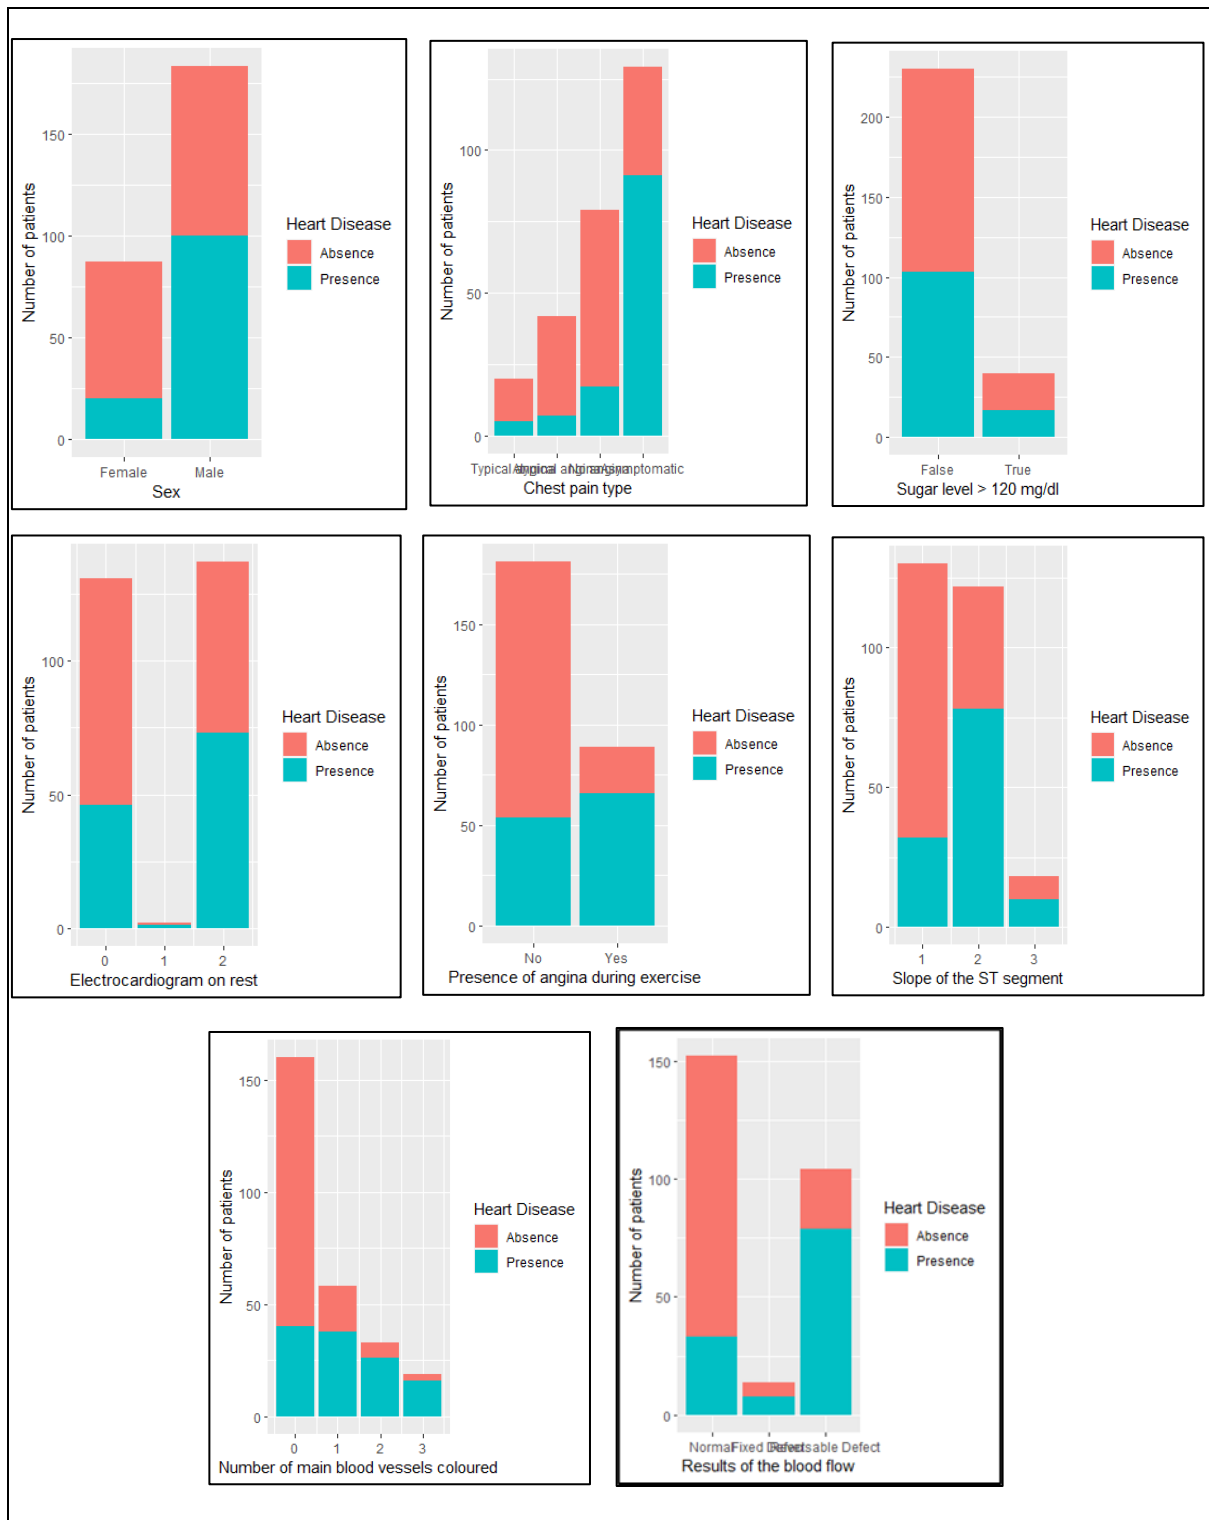 Number of patients
150
100
50
0
Female Male
Sex
Heart Disease
Absence
Presence
Number of patients
100
50
0
Asymptomatic
Chest pain type
Heart Disease
Absence
Presence
Number of patients
200
150
100
50
0
False True
Sugar level > 120 mg/dl
Heart Disease
Absence
Presence
Number of patients
100
50
0
0 1 2
Electrocardiogram on rest
Heart Disease
Absence
Presence
Number of patients
150
100
50
0
No Yes
Presence of angina during exercise
Heart Disease
Absence
Presence
Number of patients
100
50
0
1 2 3
Slope of the ST segment
Heart Disease
Absence
Presence
Number of patients
150
100
50
0
0 1 2 3
Number of main blood vessels coloured
Heart Disease
Absence
Presence
Number of patients
150
100
50
0
Normal Fixed Defect Reversable Defect
Results of the blood flow
Heart Disease
Absence
Presence